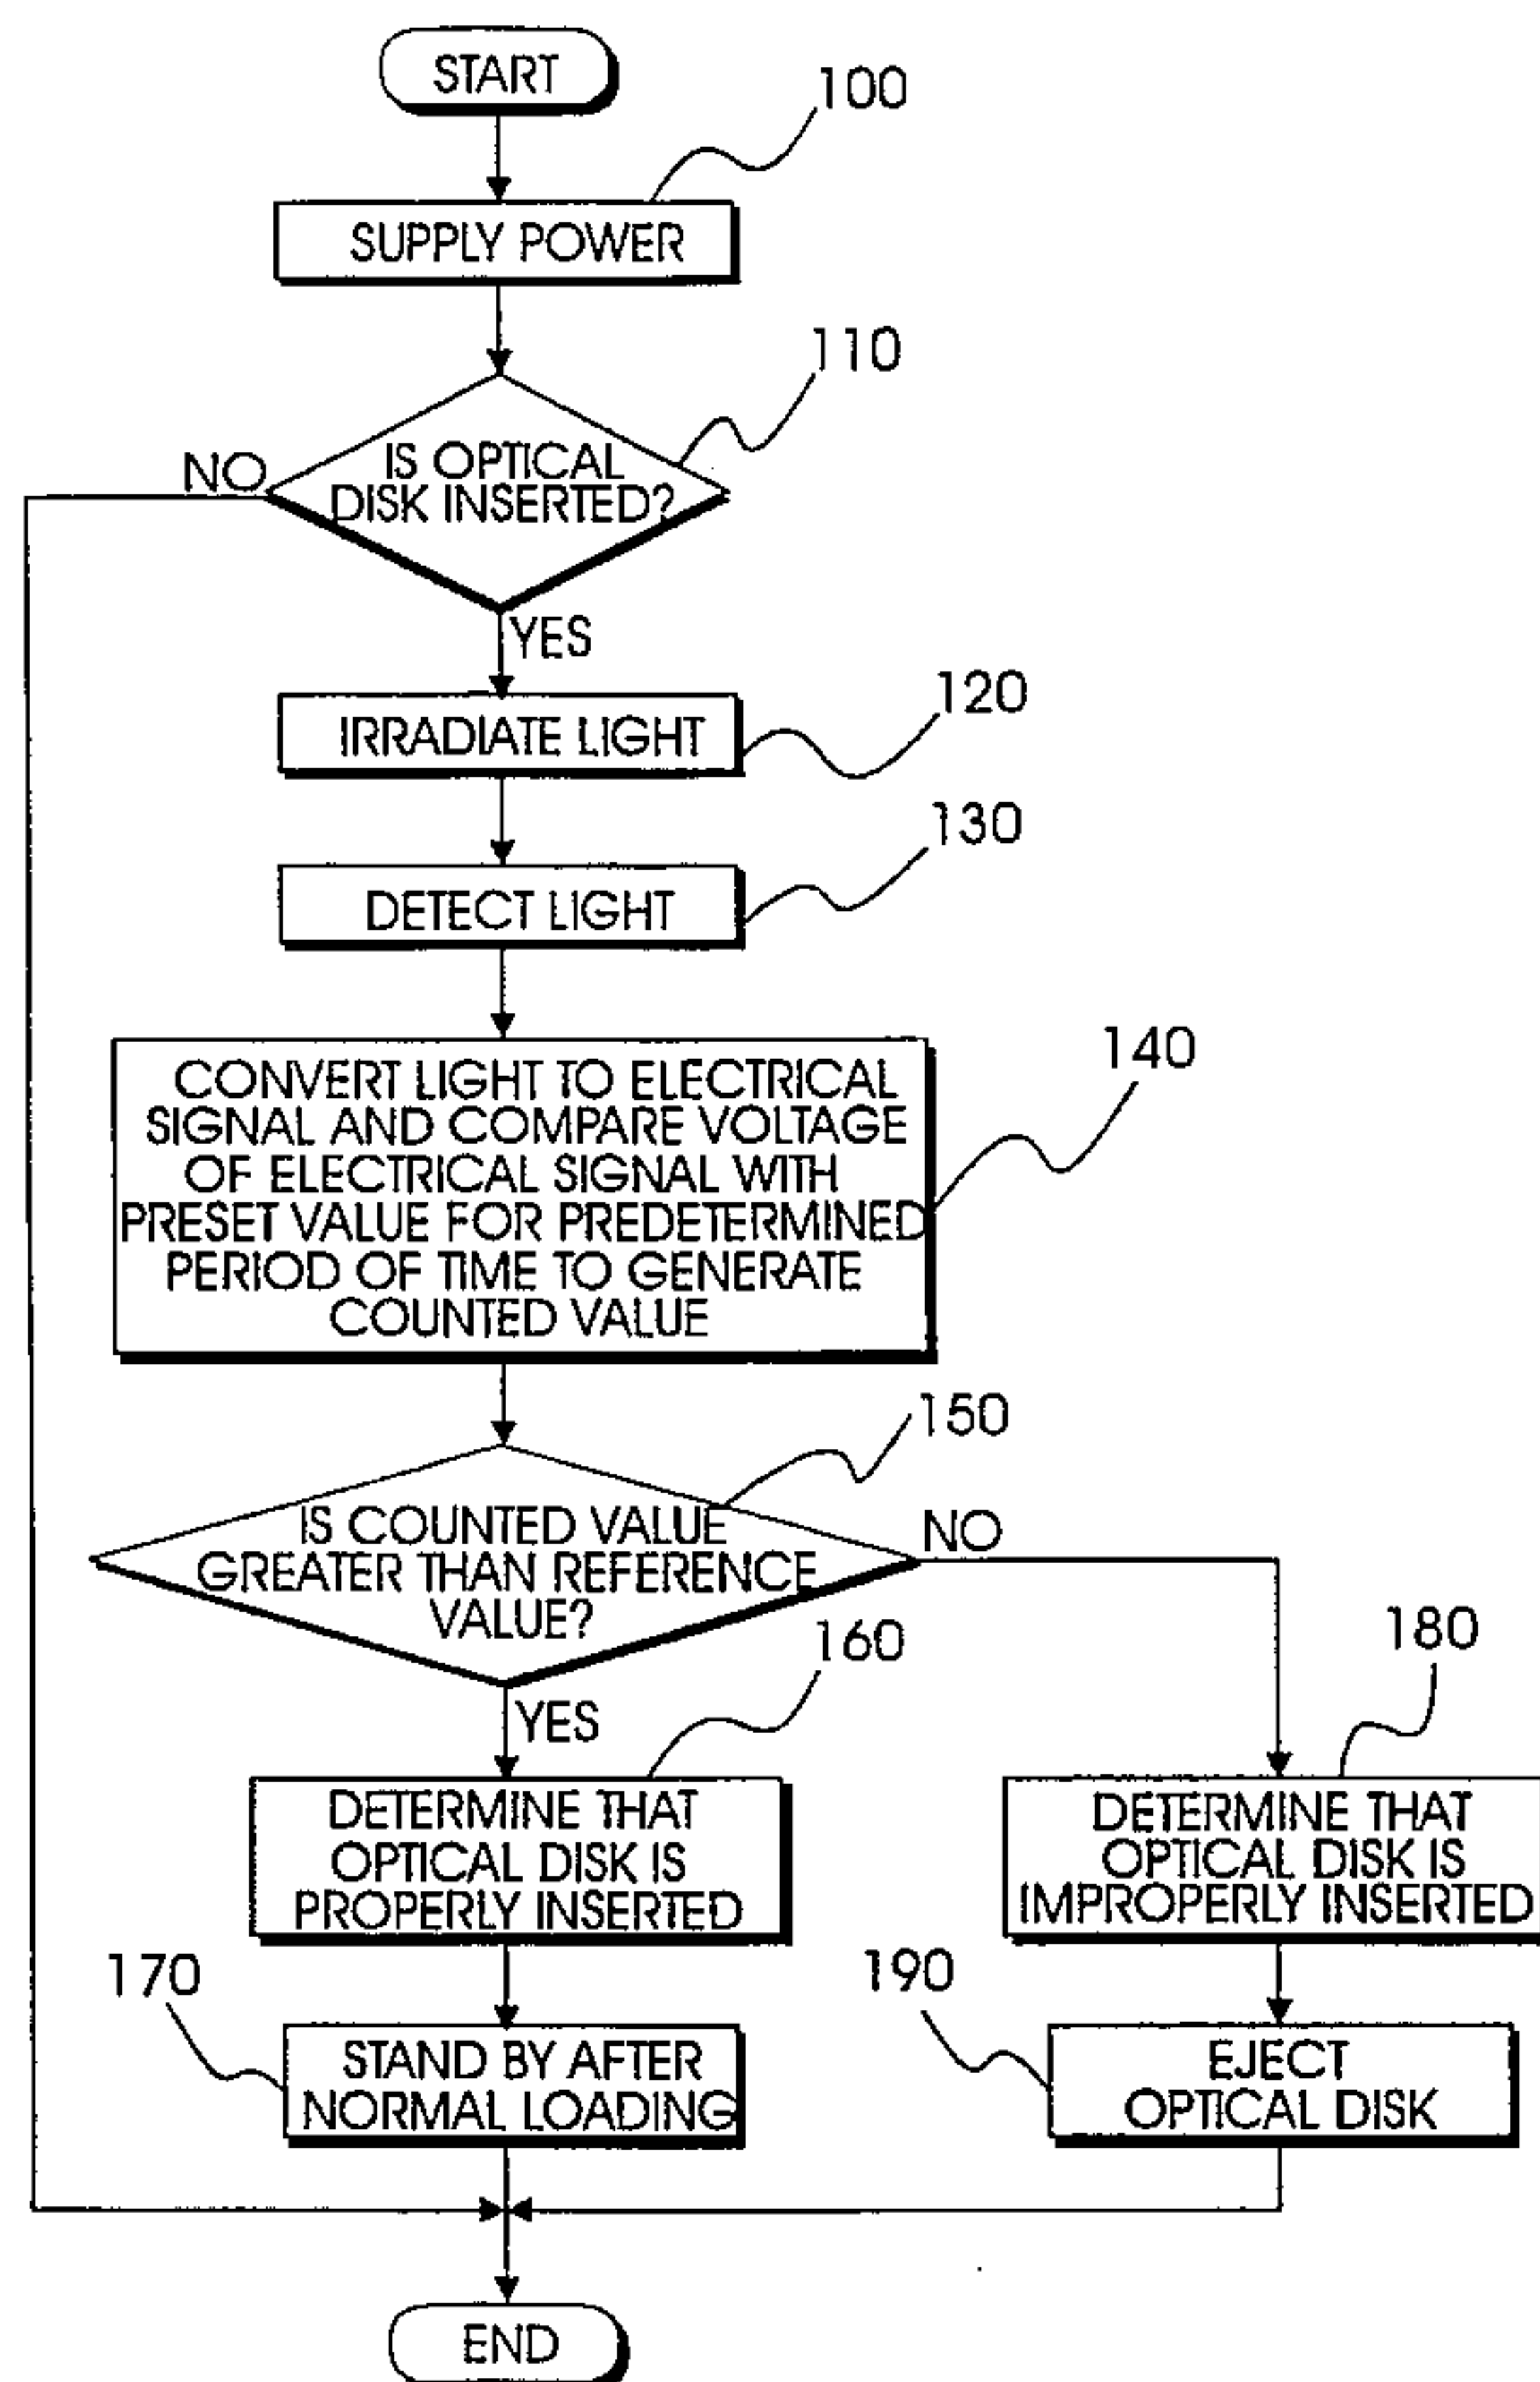 START
100
SUPPLY POWER
110
NO
IS OPTICAL
DISK INSERTED?
YES
120
IRRADIATE LIGHT
130
DETECT LIGHT
140
CONVERT LIGHT TO ELECTRICAL
SIGNAL AND COMPARE VOLTAGE
OF ELECTRICAL SIGNAL WITH
PRESET VALUE FOR PREDETERMINED
PERIOD OF TIME TO GENERATE
COUNTED VALUE
150
IS COUNTED VALUE
GREATER THAN REFERENCE
VALUE?
NO
160
180
YES
DETERMINE THAT
OPTICAL DISK IS
PROPERLY INSERTED
DETERMINE THAT
OPTICAL DISK IS
IMPROPERLY INSERTED
170
190
STAND BY AFTER
NORMAL LOADING
EJECT
OPTICAL DISK
END